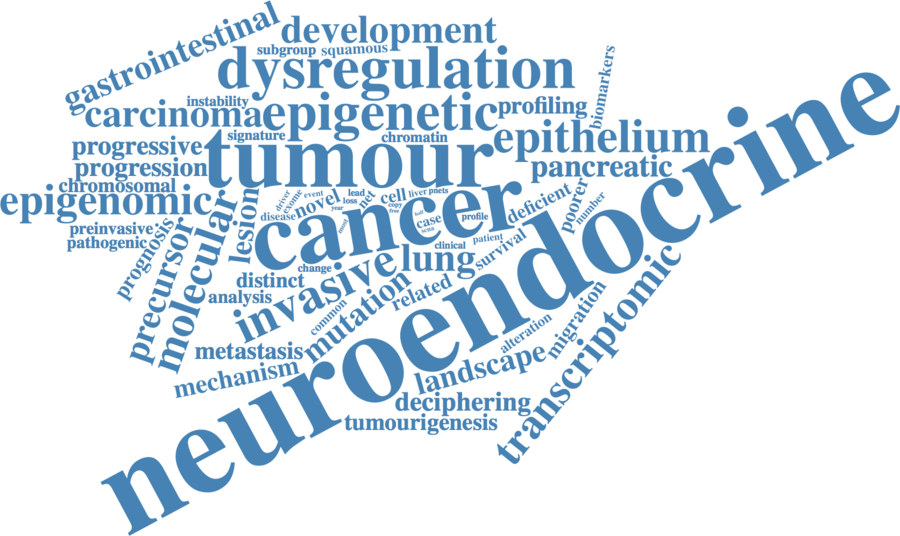 gastrointestinal
development
subgroup
squamous
dysregulation
biomarkers
instability
carcinoma
epigenetic
profiling
signature
chromatin
progressive
tumour
epithelium
progression
pancreatic
chromosomal
epigenomic
driver
exome
event
lead
loss
net
cell
liver
pnets
copy
free
novel
year
disease
cancer
case
profile
deficient
poorer
number
preinvasive
pathogenic
prognosis
precursor
molecular
lesion
clinical
patient
survival
lung
change
distinct
analysis
invasive
common
mutation
related
neuroendocrine
alteration
migration
transcriptomic
metastasis
mechanism
landscape
deciphering
tumourigenesis